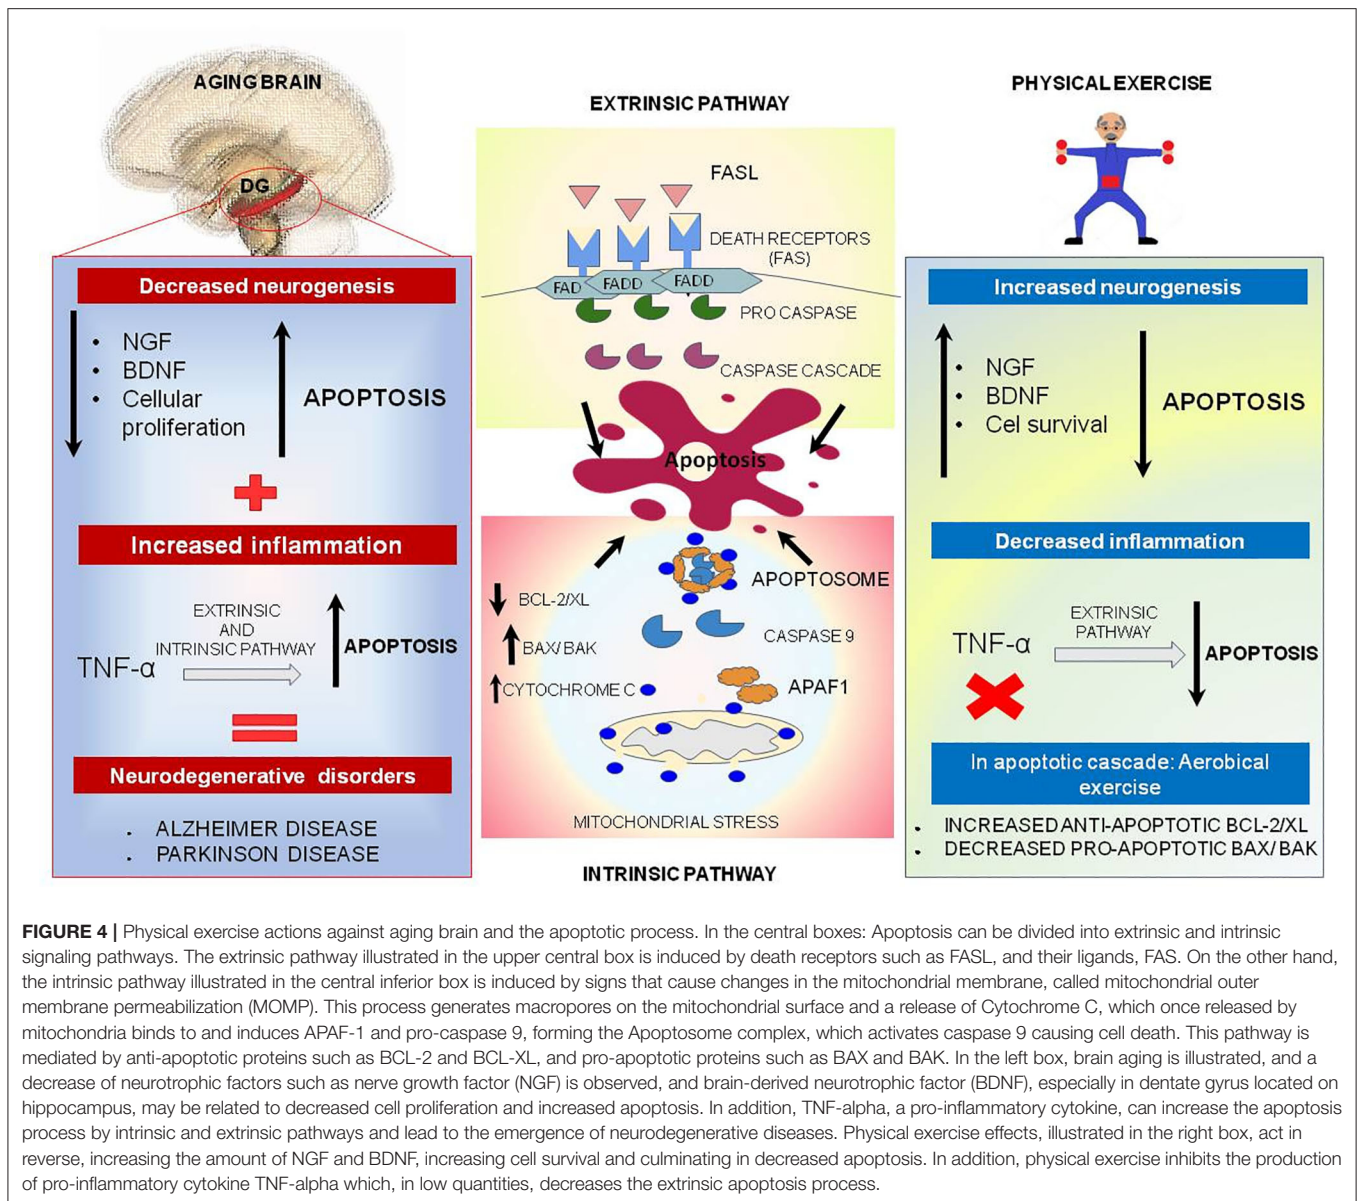 AGING BRAIN
DG
Decreased neurogenesis
• NGF
• BDNF
• Cellular
proliferation
APOPTOSIS
Increased inflammation
EXTRINSIC
AND
INTRINSIC PATHWAY
TNF-α
APOPTOSIS
Neurodegenerative disorders
. ALZHEIMER DISEASE
. PARKINSON DISEASE
EXTRINSIC PATHWAY
FASL
DEATH RECEPTORS
(FAS)
FAD
FADD
FADD
PRO CASPASE
CASPASE CASCADE
Apoptosis
APOPTOSOME
BCL-2/XL
CASPASE 9
BAX/ BAK
CYTOCHROME C
APAF1
MITOCHONDRIAL STRESS
INTRINSIC PATHWAY
PHYSICAL EXERCISE
Increased neurogenesis
• NGF
• BDNF
• Cel survival
APOPTOSIS
Decreased inflammation
EXTRINSIC
PATHWAY
TNF-α
APOPTOSIS
In apoptotic cascade: Aerobical
exercise
. INCREASED ANTI-APOPTOTIC BCL-2/XL
. DECREASED PRO-APOPTOTIC BAX/ BAK
FIGURE 4 | Physical exercise actions against aging brain and the apoptotic process. In the central boxes: Apoptosis can be divided into extrinsic and intrinsic
signaling pathways. The extrinsic pathway illustrated in the upper central box is induced by death receptors such as FASL, and their ligands, FAS. On the other hand,
the intrinsic pathway illustrated in the central inferior box is induced by signs that cause changes in the mitochondrial membrane, called mitochondrial outer
membrane permeabilization (MOMP). This process generates macropores on the mitochondrial surface and a release of Cytochrome C, which once released by
mitochondria binds to and induces APAF-1 and pro-caspase 9, forming the Apoptosome complex, which activates caspase 9 causing cell death. This pathway is
mediated by anti-apoptotic proteins such as BCL-2 and BCL-XL, and pro-apoptotic proteins such as BAX and BAK. In the left box, brain aging is illustrated, and a
decrease of neurotrophic factors such as nerve growth factor (NGF) is observed, and brain-derived neurotrophic factor (BDNF), especially in dentate gyrus located on
hippocampus, may be related to decreased cell proliferation and increased apoptosis. In addition, TNF-alpha, a pro-inflammatory cytokine, can increase the apoptosis
process by intrinsic and extrinsic pathways and lead to the emergence of neurodegenerative diseases. Physical exercise effects, illustrated in the right box, act in
reverse, increasing the amount of NGF and BDNF, increasing cell survival and culminating in decreased apoptosis. In addition, physical exercise inhibits the production
of pro-inflammatory cytokine TNF-alpha which, in low quantities, decreases the extrinsic apoptosis process.